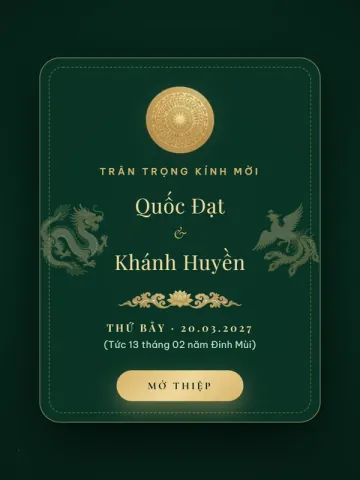 TRÂN TRỌNG KÍNH MỜI
Quốc Đạt
&
Khánh Huyền
THỨ BẢY · 20.03.2027
(Tức 13 tháng 02 năm Đinh Mùi)
MỞ THIỆP